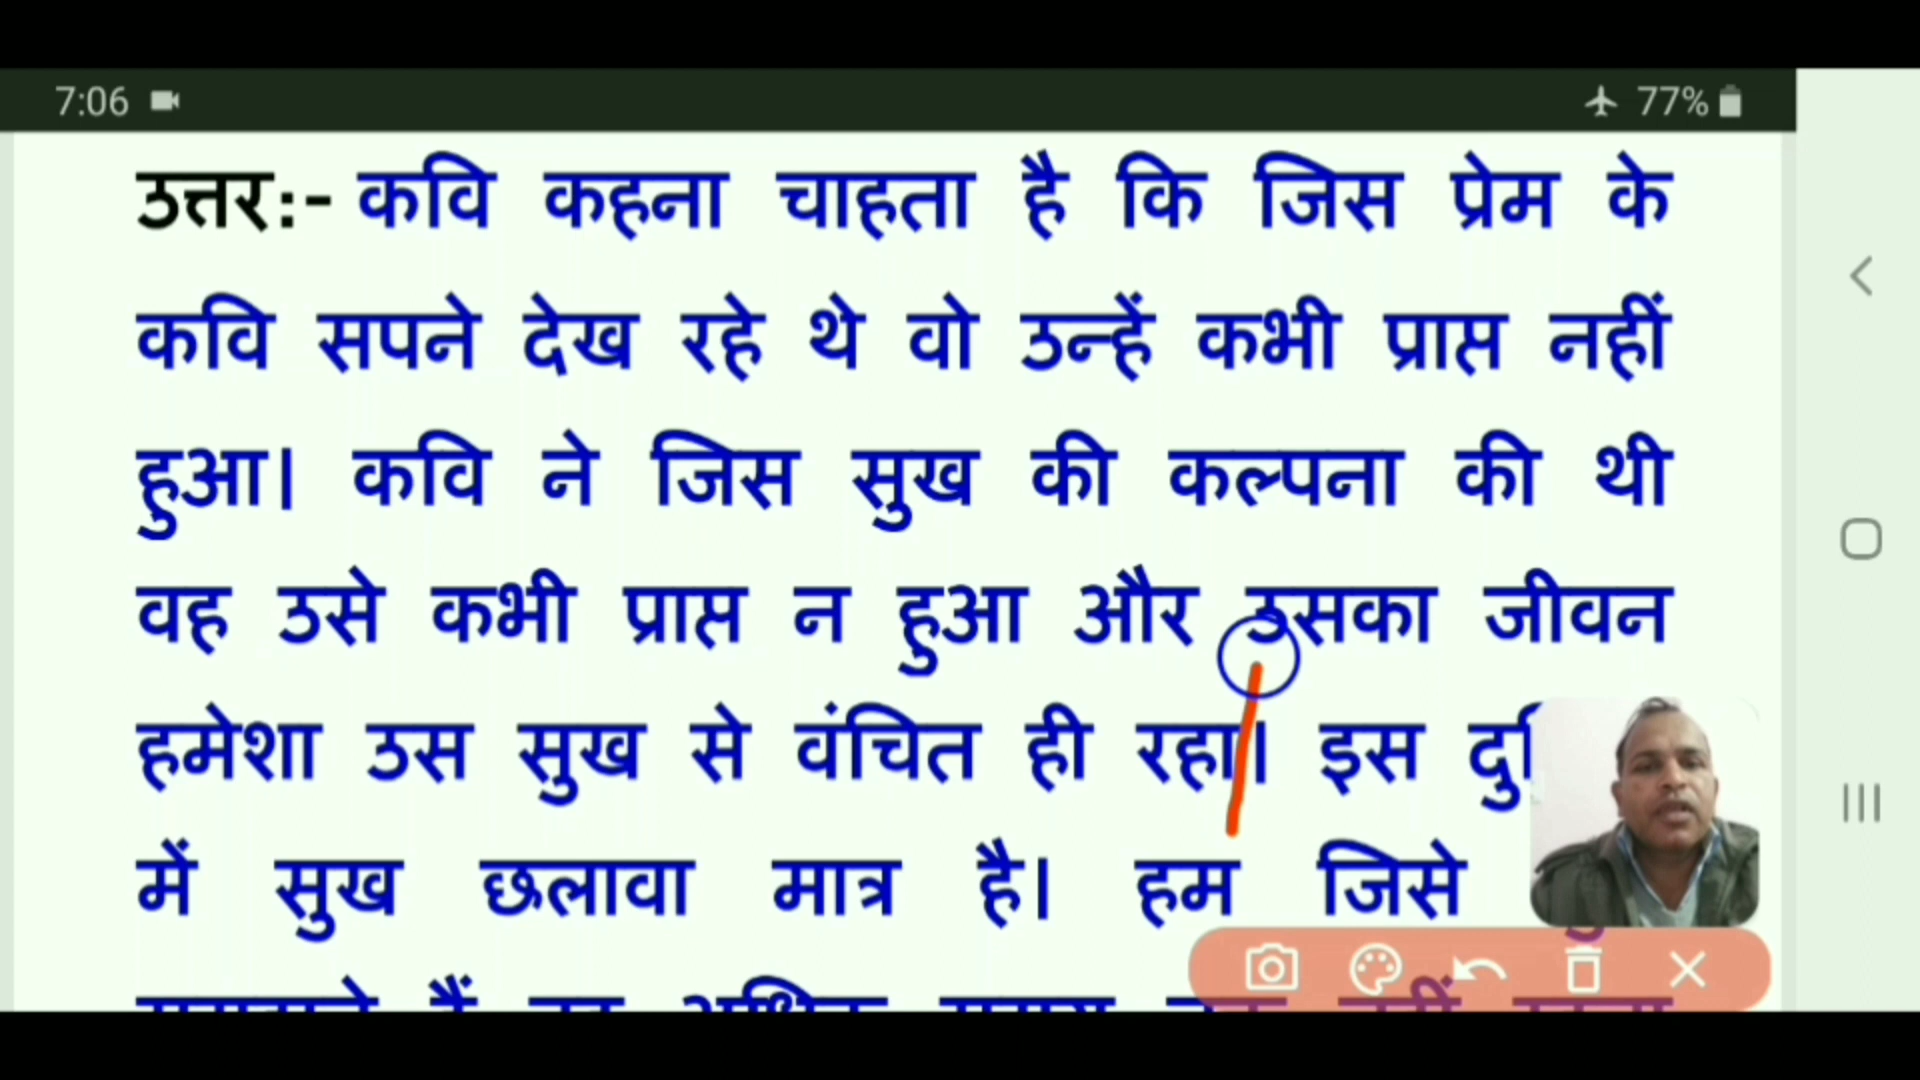 7:06
77%
उत्तर:- कवि कहना चाहता है कि जिस प्रेम के
कवि सपने देख रहे थे वो उन्हें कभी प्राप्त नहीं
हुआ। कवि ने जिस सुख की कल्पना की थी
वह उसे कभी प्राप्त न हुआ और उसका जीवन
हमेशा उस सुख से वंचित ही रहा। इस
में सुख छलावा मात्र है। हम जिसे